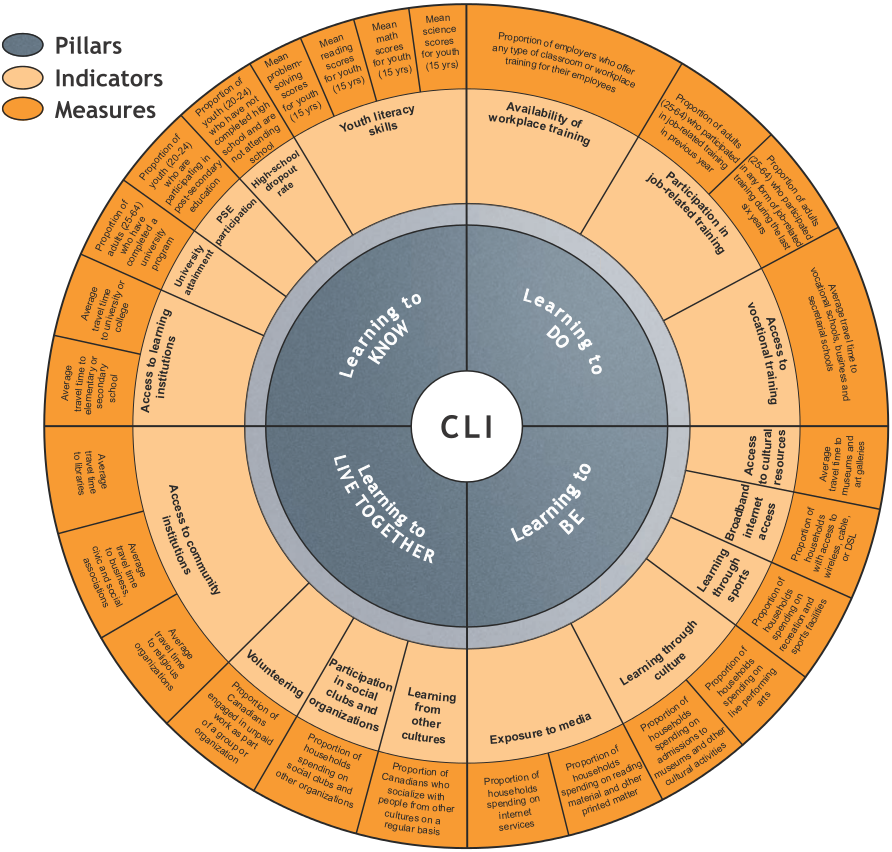 Pillars
Indicators
Measures
CLI
Learning to
KNOW
Learning to
DO
Learning to
BE
Learning to
LIVE TOGETHER
Youth literacy
skills
High-school
dropout
rate
PSE
participation
University
attainment
Access to learning
institutions
Mean
science
scores
for youth
(15 yrs)
Mean
math
scores
for youth
(15 yrs)
Mean
reading
scores
for youth
(15 yrs)
Mean
problem-
solving
scores
for youth
(15 yrs)
Proportion of
youth (20-24)
who have not
completed high
school and are
not attending
school
Proportion of
youth (20-24)
who are
participating in
post-secondary
education
Proportion of
adults (25-64)
who have
completed a
university
program
Average
travel time
to university or
college
Average
travel time to
elementary or
secondary
school
Availability of
workplace training
Participation in
job-related training
Access to
vocational training
Proportion of employers who offer
any type of classroom or workplace
training for their employees
Proportion of adults
(25-64) who participated
in job-related training
in previous year
Proportion of adults
(25-64) who participated
in any form of job-related
training during the last
six years
Average travel time to
vocational schools, business and
secretarial schools
Access
to cultural
resources
Broadband
internet
access
Learning
through
sports
Learning through
culture
Exposure to media
Average
travel time to
museums and
art galleries
Proportion of
households
with access to
wireless, cable,
or DSL
Proportion of
households
spending on
recreation and
sports facilities
Proportion of
households
spending on
live performing
arts
Proportion of
households
spending on
admissions to
museums and other
cultural activities
Proportion of
households
spending on reading
material and other
printed matter
Proportion of
households
spending on
internet
services
Learning
from
other
cultures
Participation
in social
clubs and
organizations
Volunteering
Access to community
institutions
Proportion of
Canadians who
socialize with
people from other
cultures on a
regular basis
Proportion of
households
spending on
social clubs and
other organizations
Proportion of
Canadians
engaged in unpaid
work as part
of a group or
organization
Average
travel time
to religious
organizations
Average
travel time
to business,
civic and social
associations
Average
travel time
to libraries